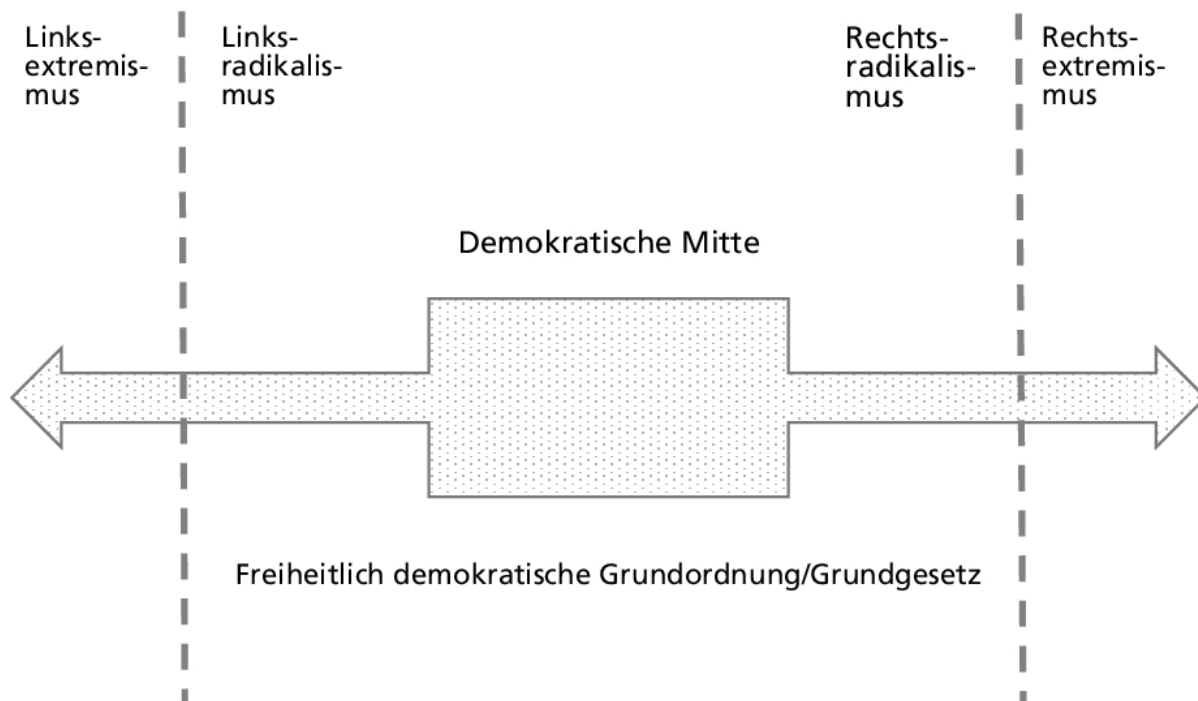 Links-
extremis-
mus
Links-
radikalis-
mus
Rechts-
radikalis-
mus
Rechts-
extremis-
mus
Demokratische Mitte
Freiheitlich demokratische Grundordnung/Grundgesetz